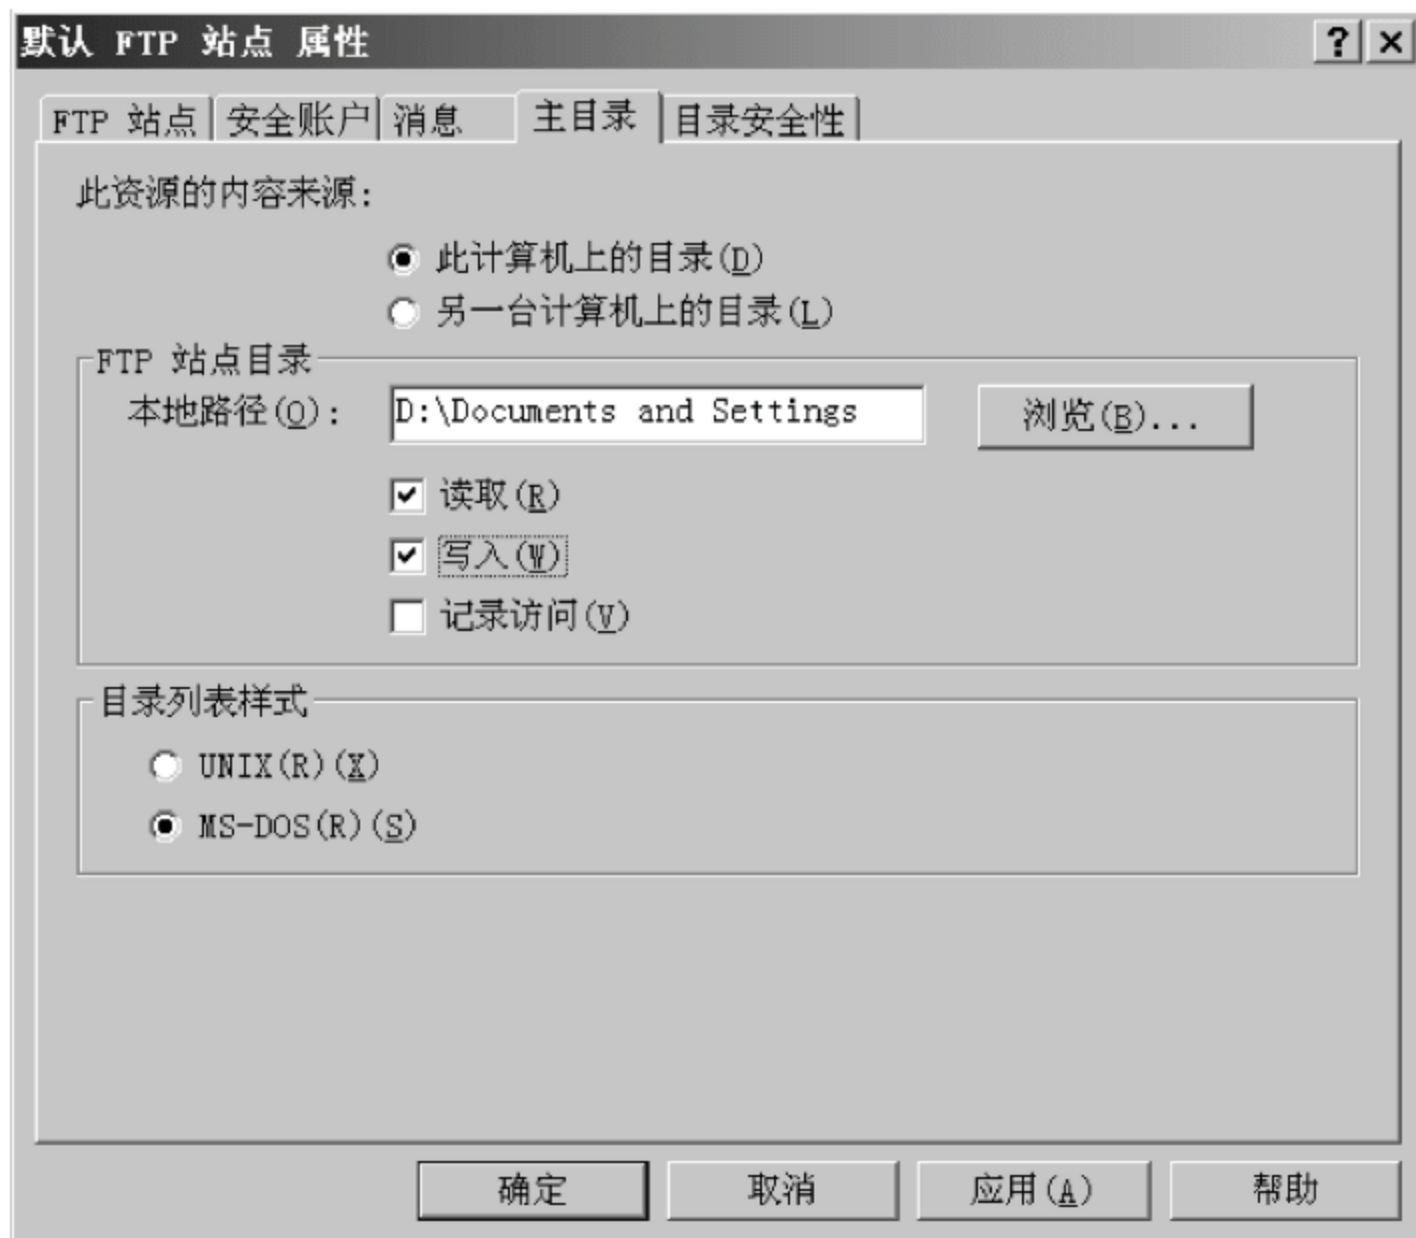 默认 FTP 站点 属性
FTP 站点 安全账户 消息 主目录 目录安全性
此资源的内容来源:
此计算机上的目录(D)
另一台计算机上的目录(L)
FTP 站点目录
本地路径(O): D:\Documents and Settings 浏览(B)...
读取(R)
写入(W)
记录访问(V)
目录列表样式
UNIX(R)(X)
MS-DOS(R)(S)
确定 取消 应用(A) 帮助